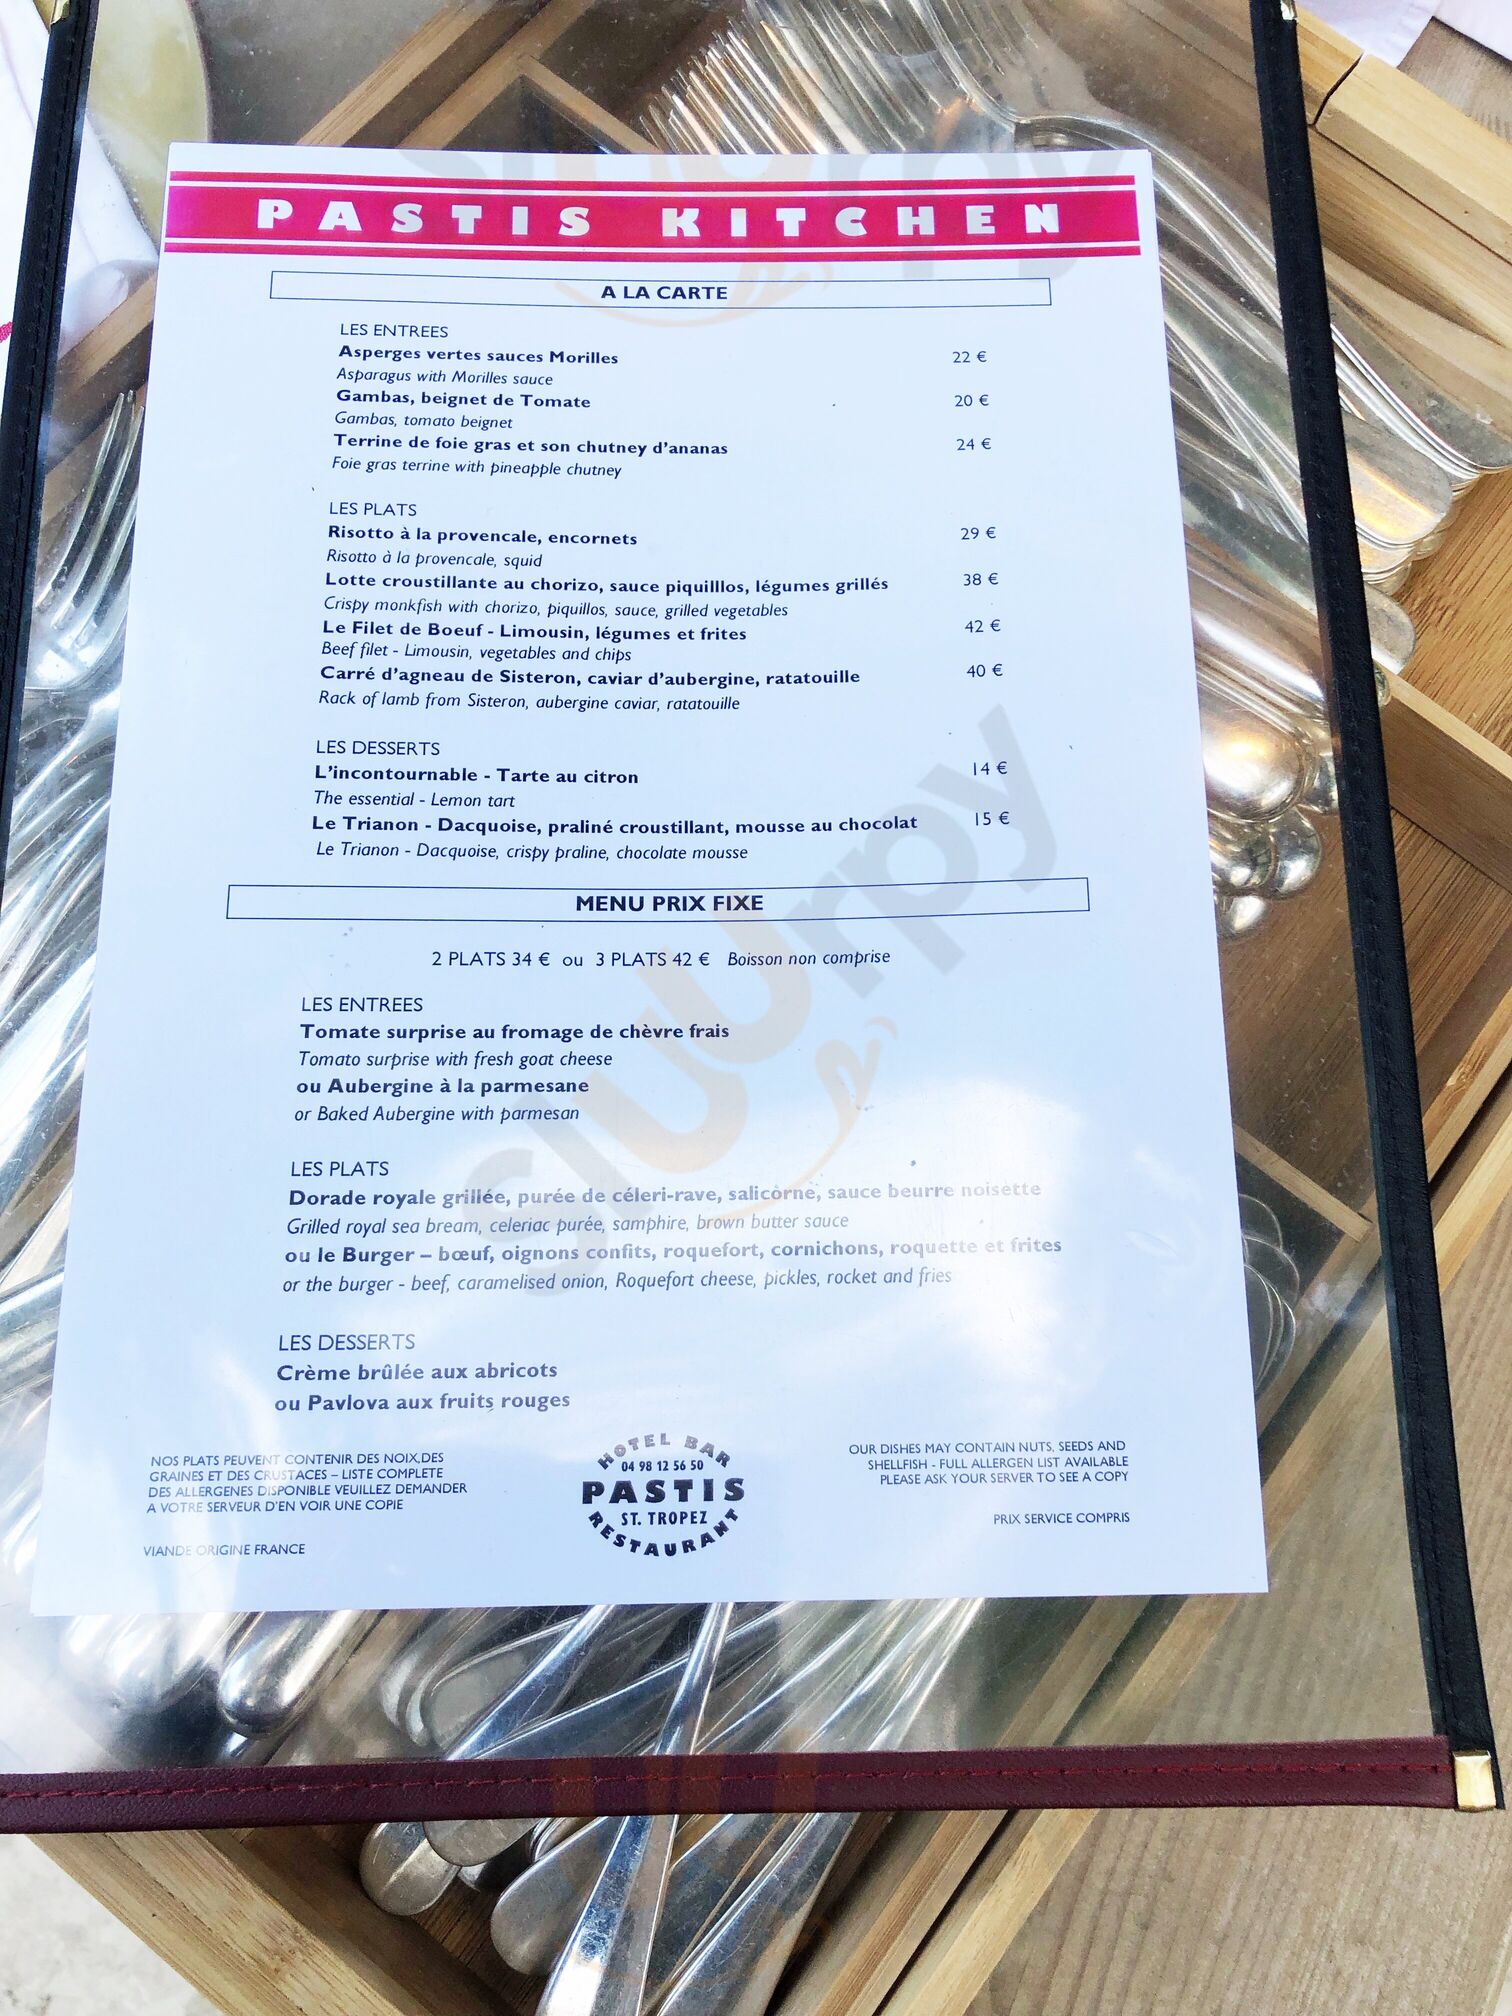 PASTIS KITCHEN
A LA CARTE
LES ENTREES
Asperges vertes sauces Morilles 22 €
Asparagus with Morilles sauce
Gambas, beignet de Tomate 20 €
Gambas, tomato beignet
Terrine de foie gras et son chutney d'ananas 24 €
Foie gras terrine with pineapple chutney
LES PLATS
Risotto à la provencale, encornets 29 €
Risotto à la provencale, squid
Lotte croustillante au chorizo, sauce piquilllos, légumes grillés 38 €
Crispy monkfish with chorizo, piquillos, sauce, grilled vegetables
Le Filet de Boeuf - Limousin, légumes et frites 42 €
Beef filet - Limousin, vegetables and chips
Carré d'agneau de Sisteron, caviar d'aubergine, ratatouille 40 €
Rack of lamb from Sisteron, aubergine caviar, ratatouille
LES DESSERTS
L'incontournable - Tarte au citron 14 €
The essential - Lemon tart
Le Trianon - Dacquoise, praliné croustillant, mousse au chocolat 15 €
Le Trianon - Dacquoise, crispy praline, chocolate mousse
MENU PRIX FIXE
2 PLATS 34 € ou 3 PLATS 42 € Boisson non comprise
LES ENTREES
Tomate surprise au fromage de chèvre frais
Tomato surprise with fresh goat cheese
ou Aubergine à la parmesane
or Baked Aubergine with parmesan
LES PLATS
Dorade royale grillée, purée de céleri-rave, salicorne, sauce beurre noisette
Grilled royal sea bream, celeriac purée, samphire, brown butter sauce
ou le Burger – bœuf, oignons confits, roquefort, cornichons, roquette et frites
or the burger - beef, caramelised onion, Roquefort cheese, pickles, rocket and fries
LES DESSERTS
Crème brûlée aux abricots
ou Pavlova aux fruits rouges
NOS PLATS PEUVENT CONTENIR DES NOIX,DES
GRAINES ET DES CRUSTACES – LISTE COMPLETE
DES ALLERGENES DISPONIBLE VEUILLEZ DEMANDER
A VOTRE SERVEUR D'EN VOIR UNE COPIE
VIANDE ORIGINE FRANCE
HOTEL BAR
04 98 12 56 50
PASTIS
ST. TROPEZ
RESTAURANT
OUR DISHES MAY CONTAIN NUTS, SEEDS AND
SHELLFISH - FULL ALLERGEN LIST AVAILABLE
PLEASE ASK YOUR SERVER TO SEE A COPY
PRIX SERVICE COMPRIS
sluurpy